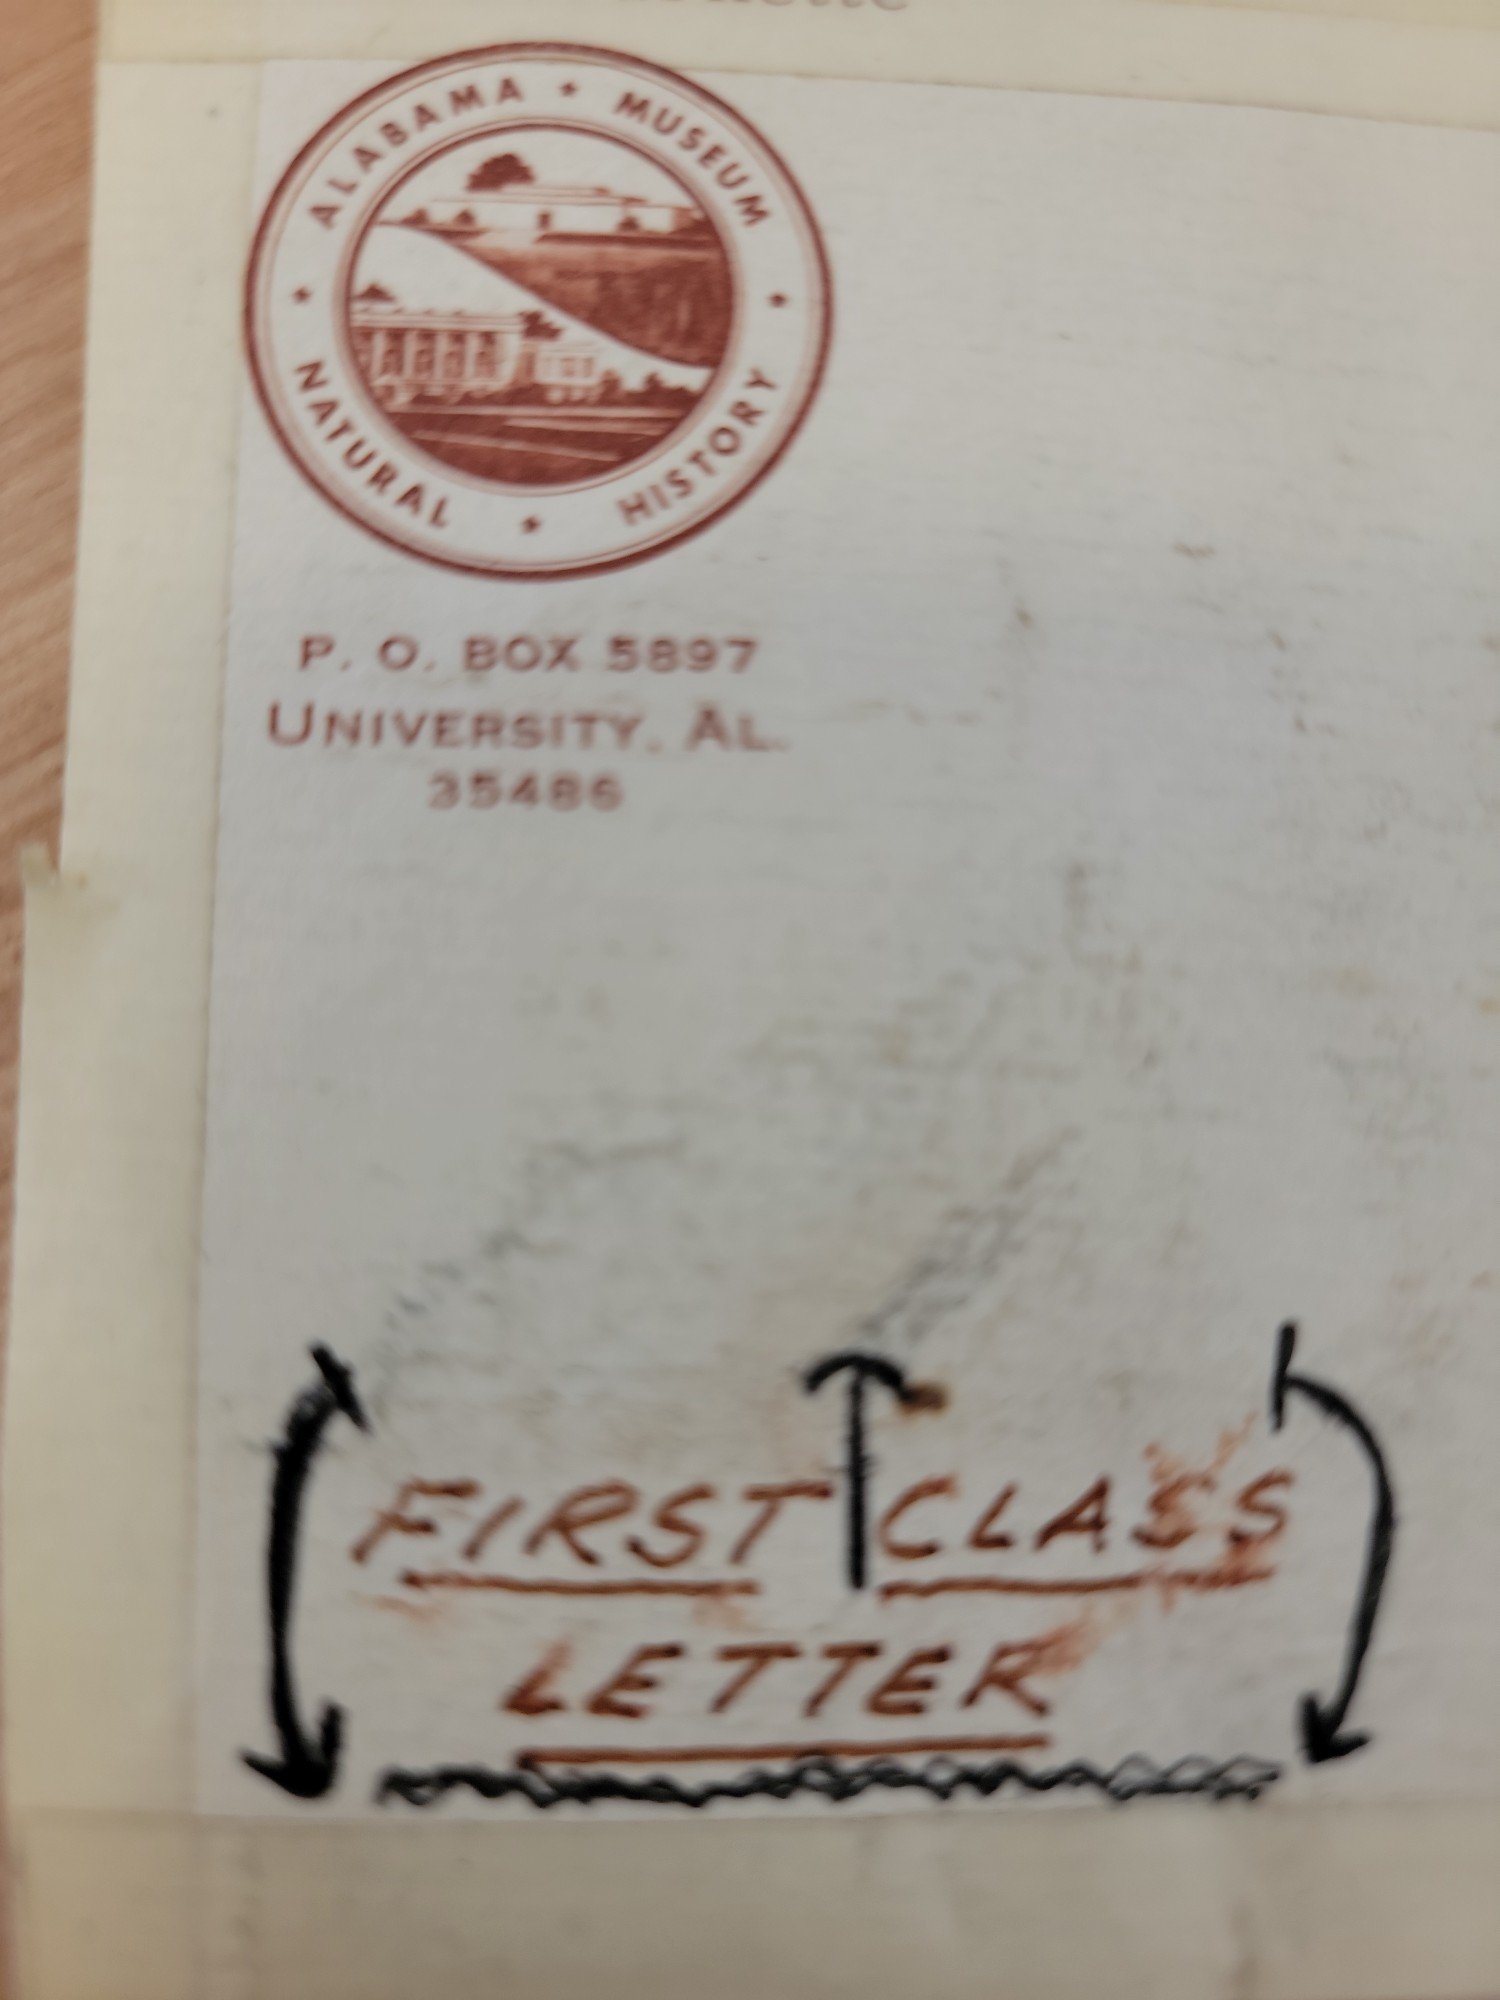 ALABAMA • MUSEUM
NATURAL • HISTORY
P. O. BOX 5897
UNIVERSITY, AL.
35486
FIRST CLASS
LETTER